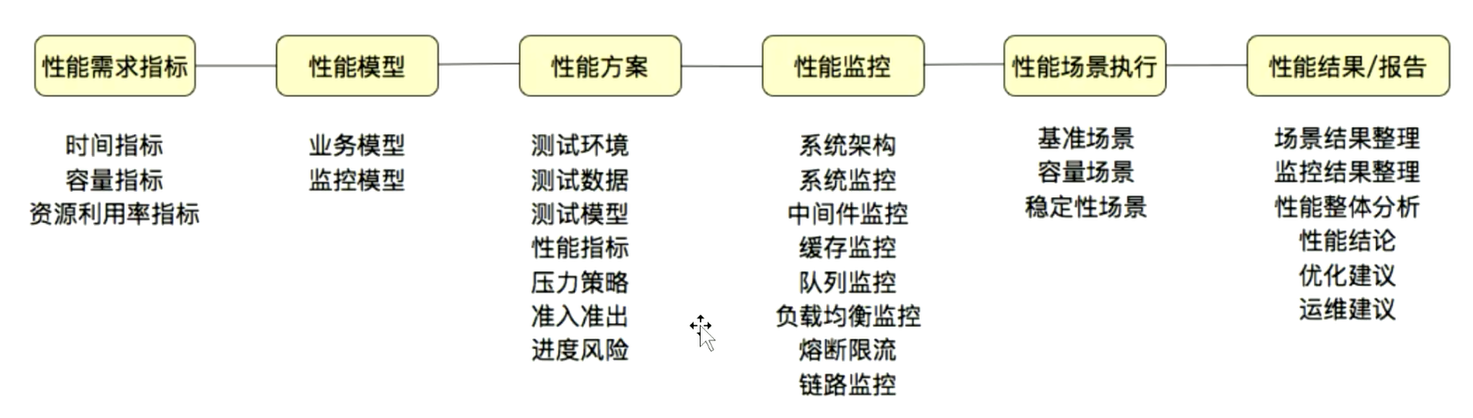 性能需求指标
时间指标
容量指标
资源利用率指标
性能模型
业务模型
监控模型
性能方案
测试环境
测试数据
测试模型
性能指标
压力策略
准入准出
进度风险
性能监控
系统架构
系统监控
中间件监控
缓存监控
队列监控
负载均衡监控
熔断限流
链路监控
性能场景执行
基准场景
容量场景
稳定性场景
性能结果/报告
场景结果整理
监控结果整理
性能整体分析
性能结论
优化建议
运维建议